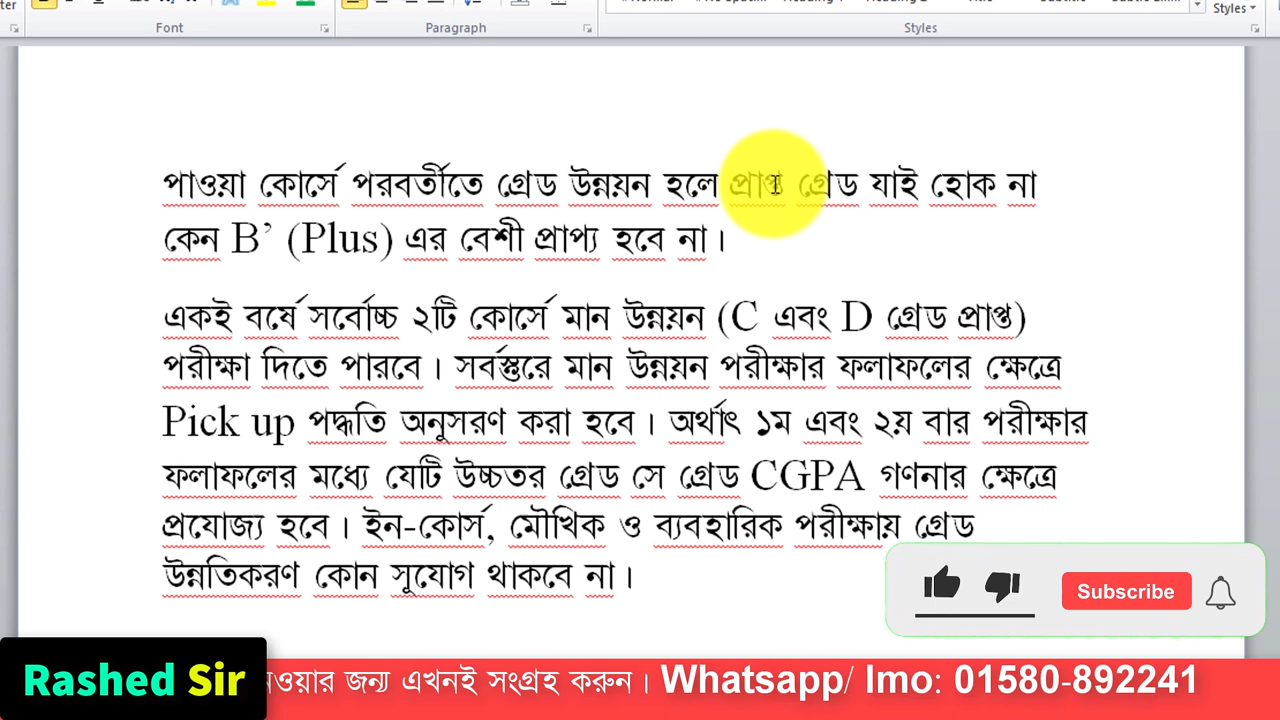 Font
Paragraph
Styles
Styles
পাওয়া কোর্সে পরবর্তীতে গ্রেড উন্নয়ন হলে প্রাপ্ত গ্রেড যাই হোক না
কেন B’ (Plus) এর বেশী প্রাপ্য হবে না।
একই বর্ষে সর্বোচ্চ ২টি কোর্সে মান উন্নয়ন (C এবং D গ্রেড প্রাপ্ত)
পরীক্ষা দিতে পারবে। সর্বস্তুরে মান উন্নয়ন পরীক্ষার ফলাফলের ক্ষেত্রে
Pick up পদ্ধতি অনুসরণ করা হবে। অর্থাৎ ১ম এবং ২য় বার পরীক্ষার
ফলাফলের মধ্যে যেটি উচ্চতর গ্রেড সে গ্রেড CGPA গণনার ক্ষেত্রে
প্রযোজ্য হবে। ইন-কোর্স, মৌখিক ও ব্যবহারিক পরীক্ষায় গ্রেড
উন্নতিকরণ কোন সুযোগ থাকবে না।
Subscribe
Rashed Sir
জন্য এখনই সংগ্রহ করুন। Whatsapp/ Imo: 01580-892241